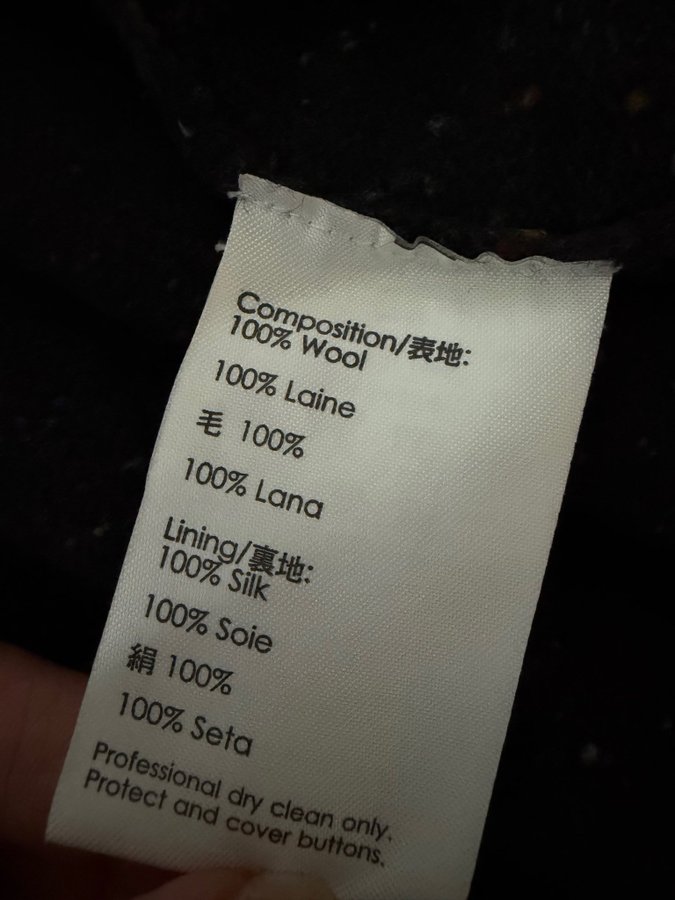 Composition/表地:
100% Wool
100% Laine
毛 100%
100% Lana
Lining/裏地:
100% Silk
100% Soie
絹 100%
100% Seta
Professional dry clean only.
Protect and cover buttons.